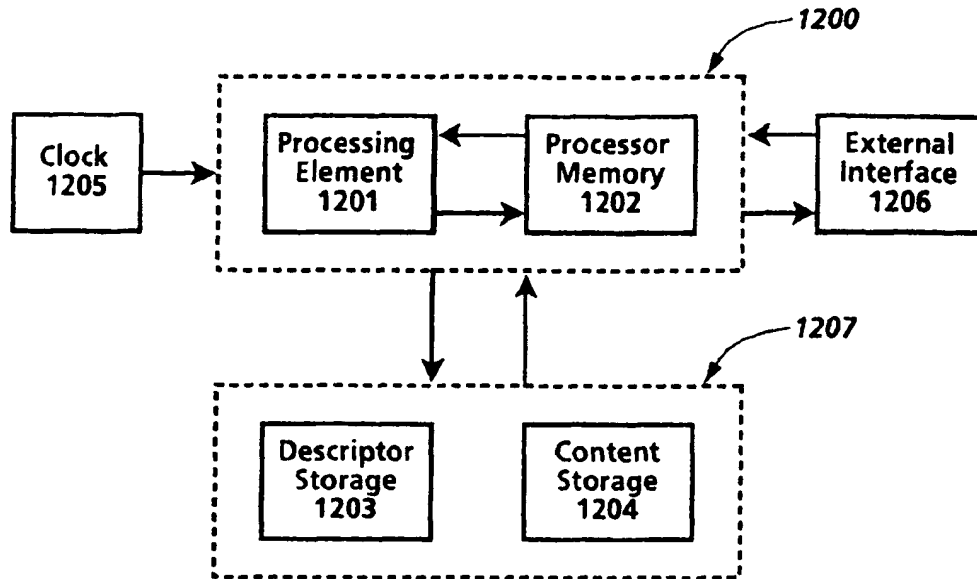 1200
Clock
1205
Processing
Element
1201
Processor
Memory
1202
External
Interface
1206
1207
Descriptor
Storage
1203
Content
Storage
1204